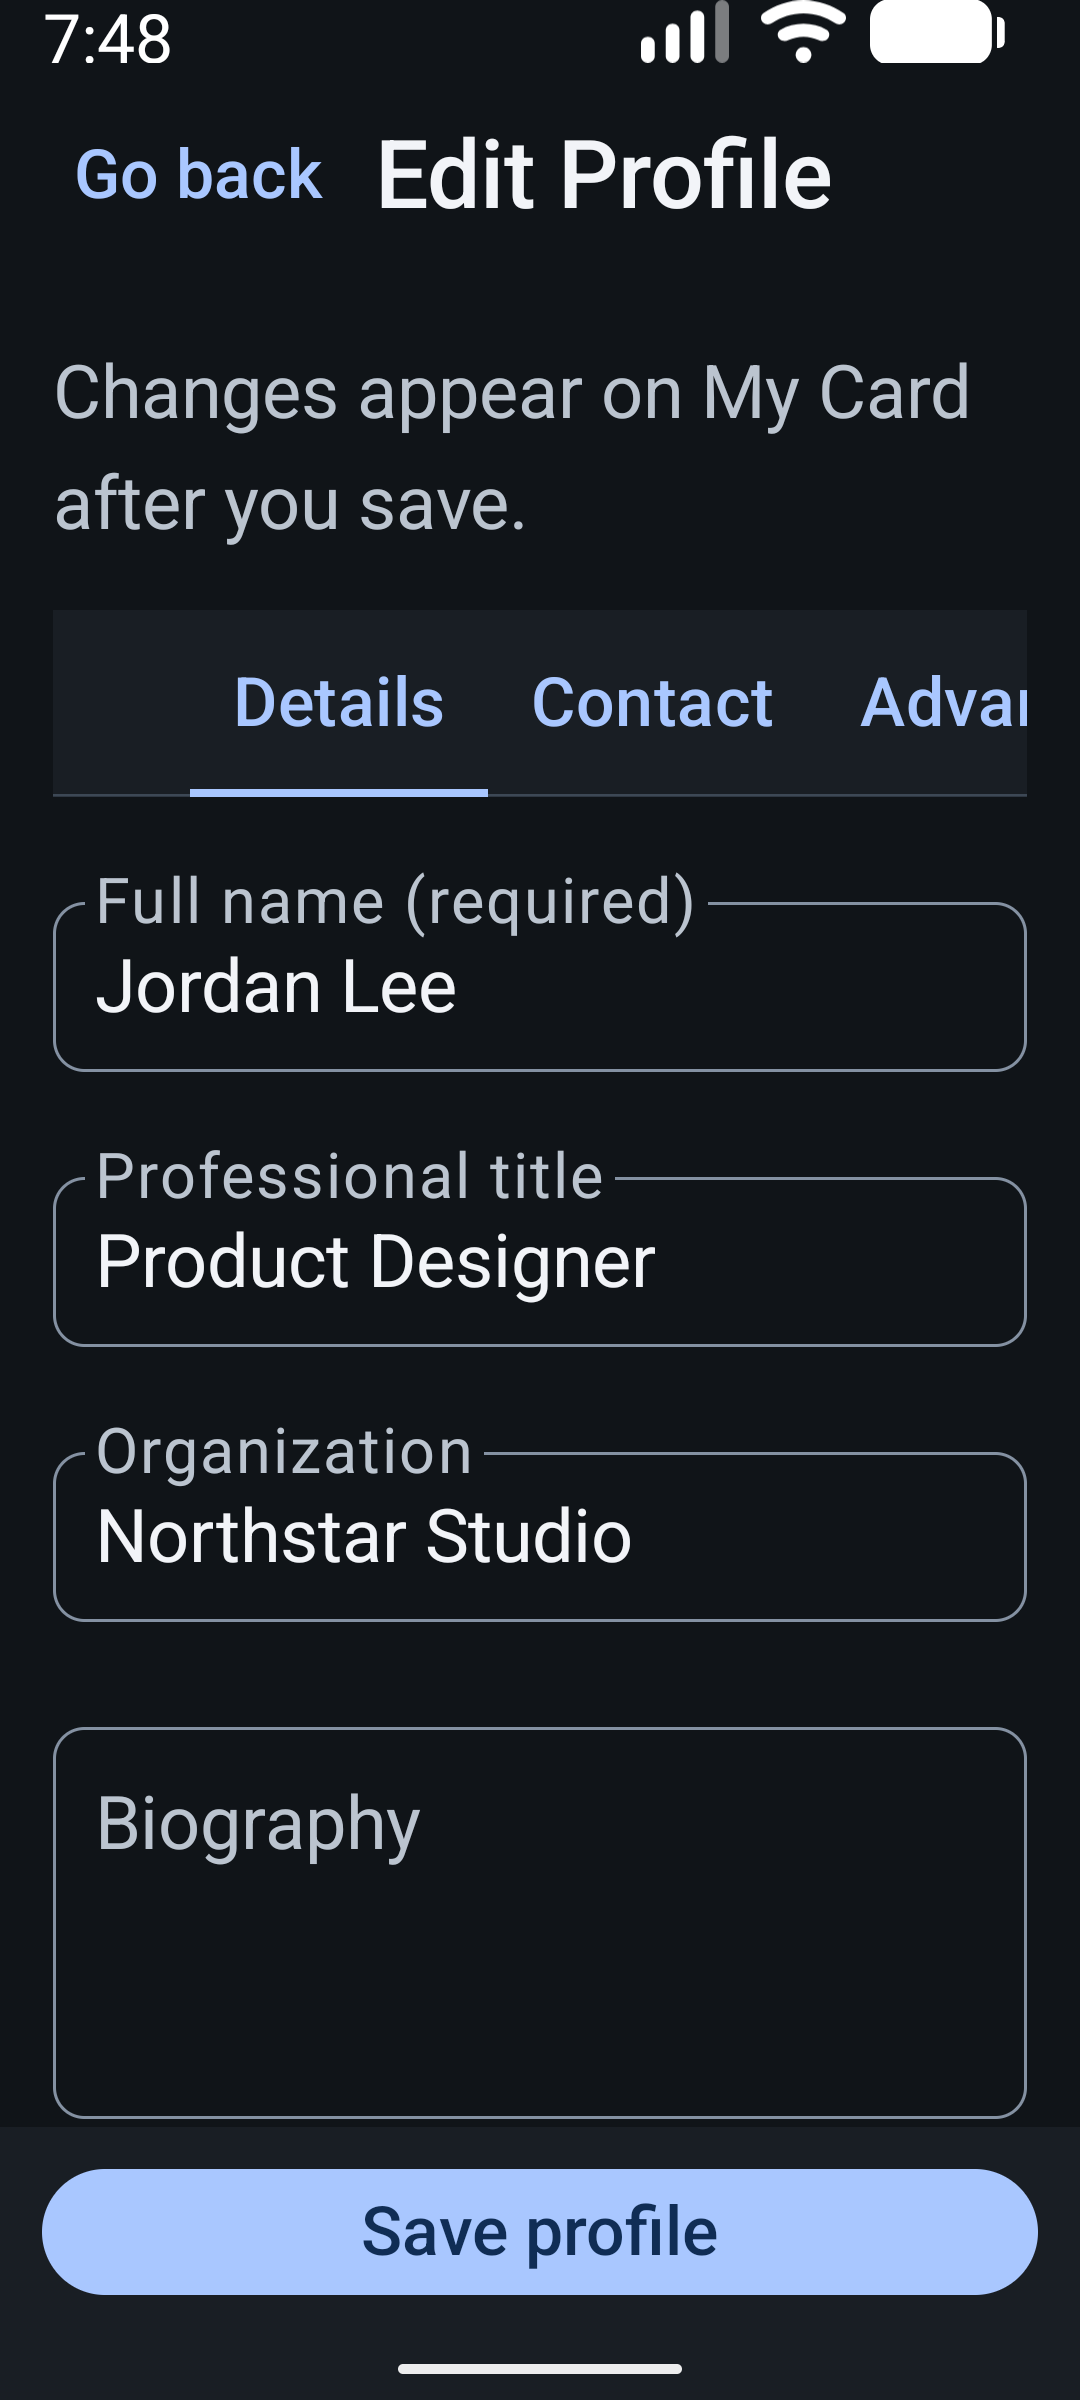 7:48
Go back
Edit Profile
Changes appear on My Card
after you save.
Details
Contact
Advan
Full name (required)
Jordan Lee
Professional title
Product Designer
Organization
Northstar Studio
Biography
Save profile